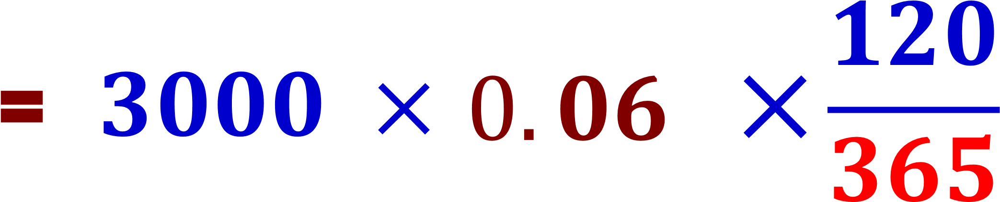 = 3000 × 0.06 × 120/365